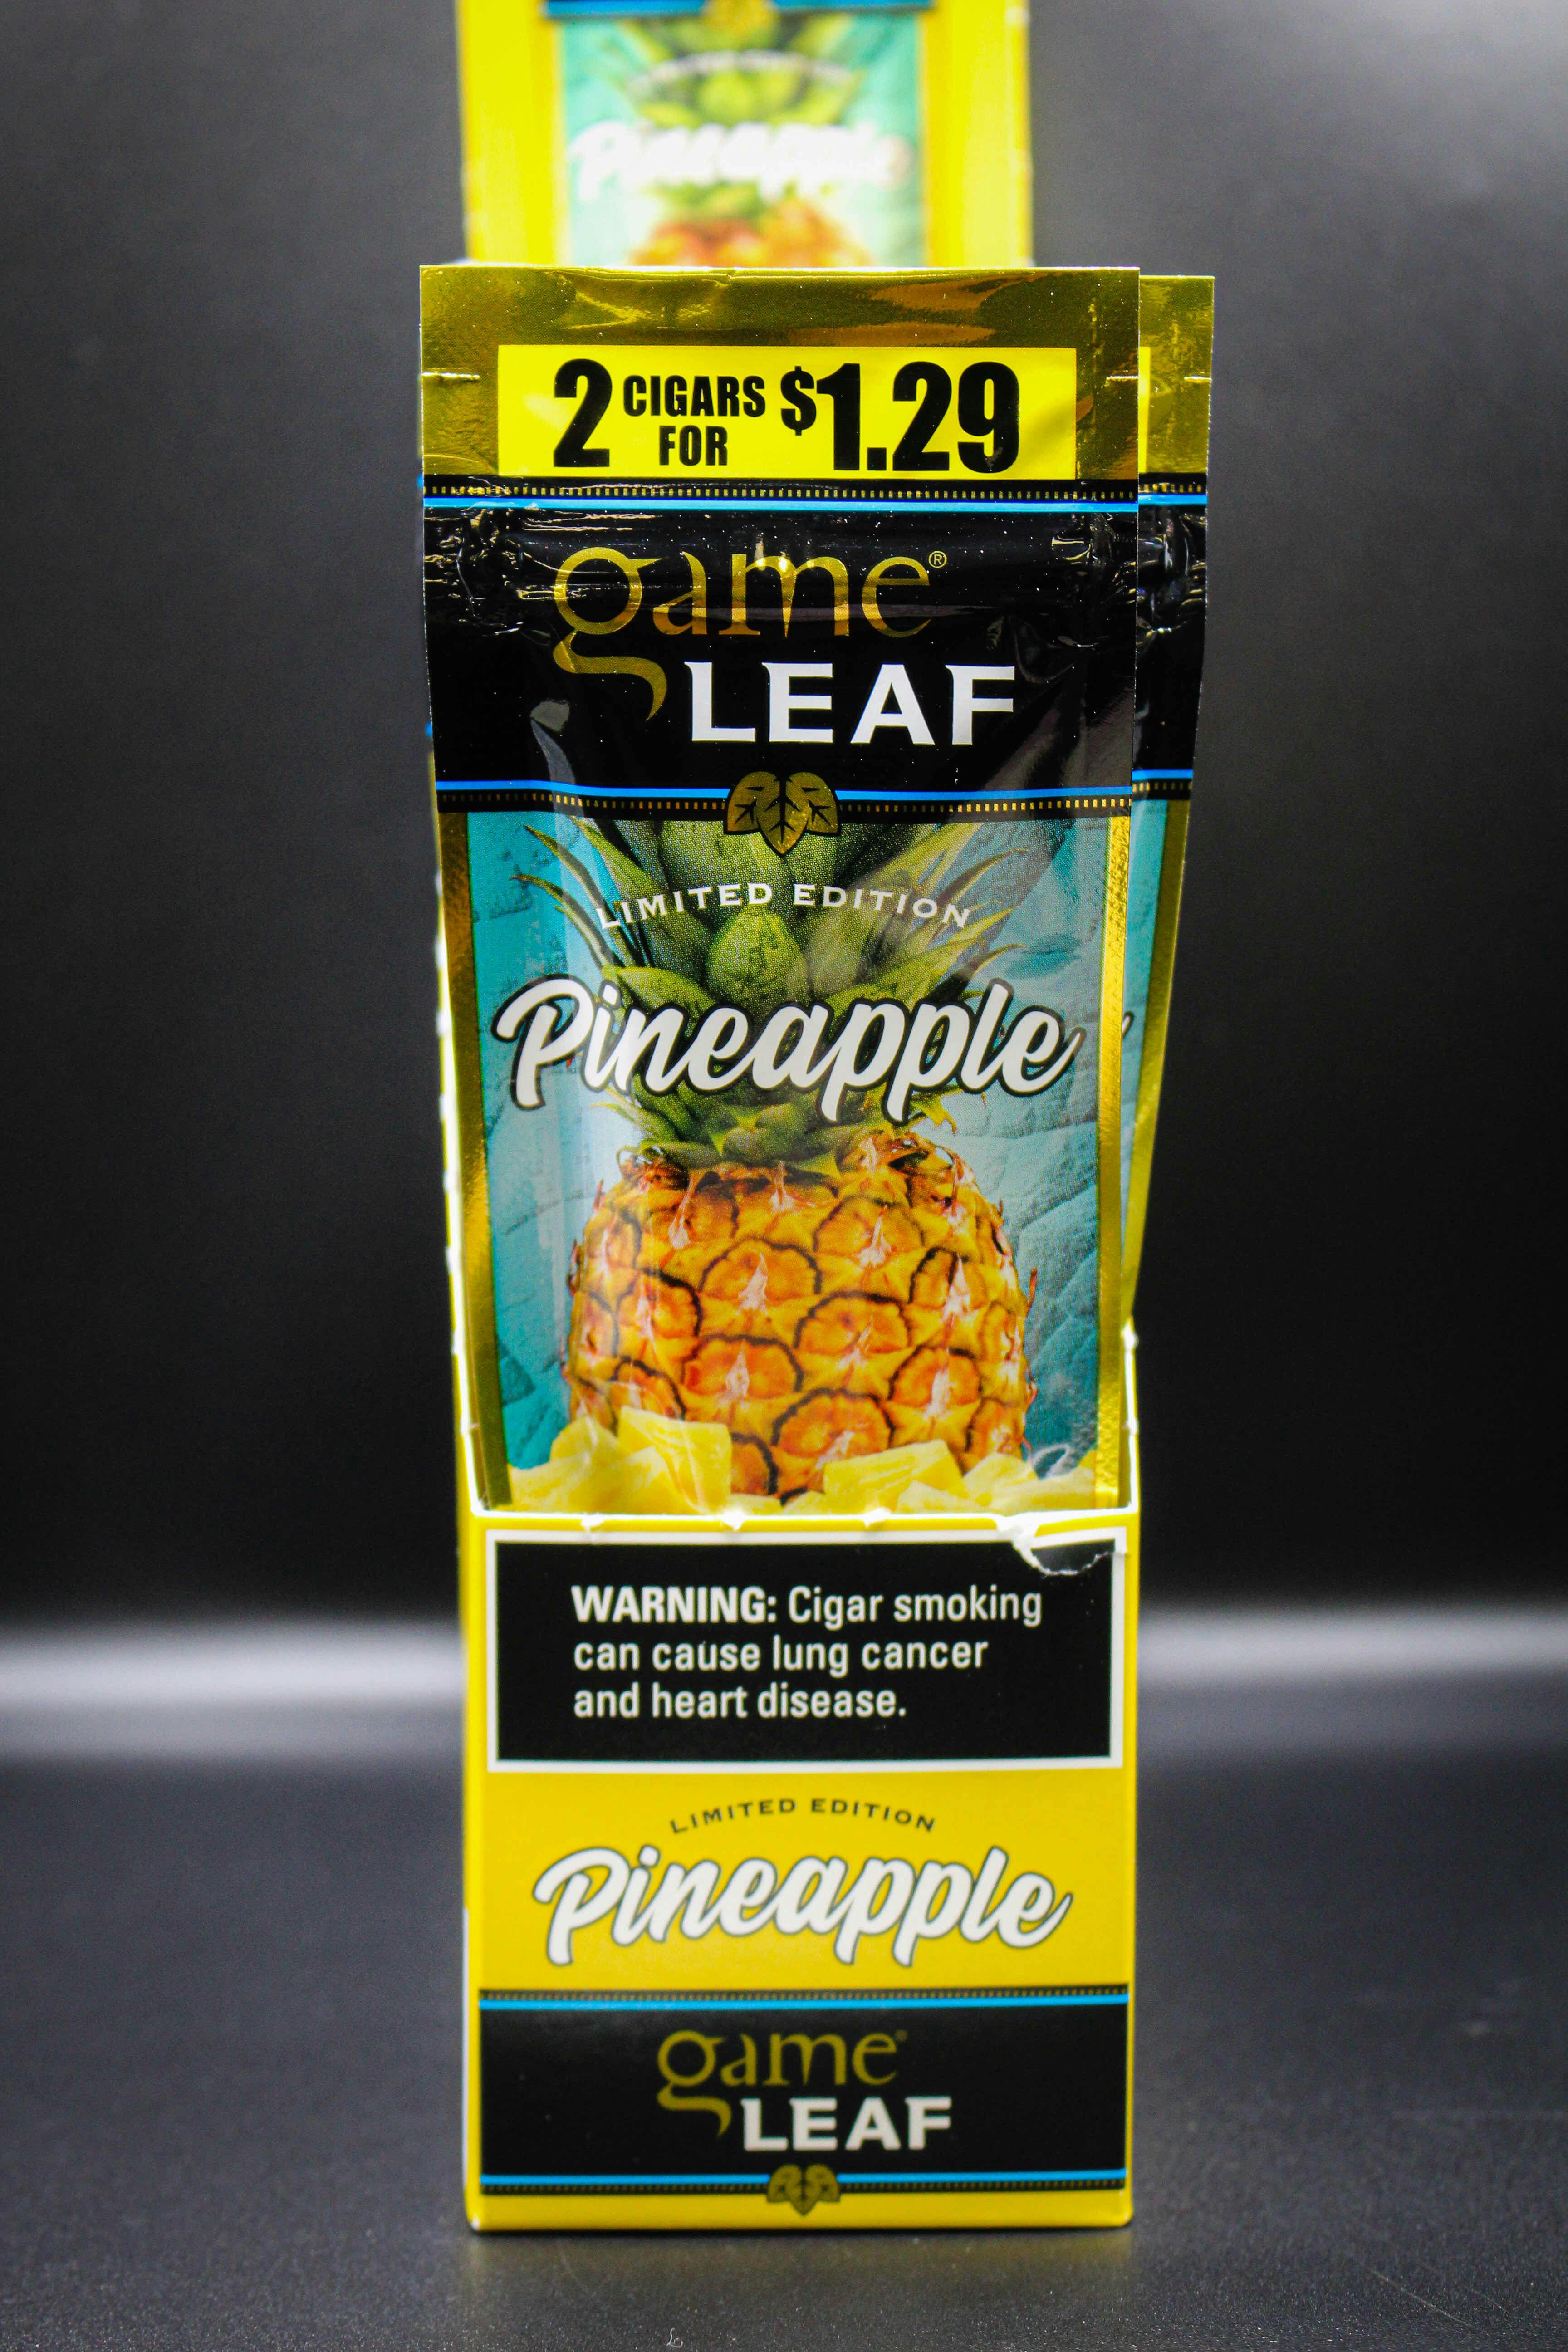 Pineapple
2 CIGARS FOR $1.29
game®
LEAF
LIMITED EDITION
Pineapple
WARNING: Cigar smoking
can cause lung cancer
and heart disease.
LIMITED EDITION
Pineapple
game®
LEAF